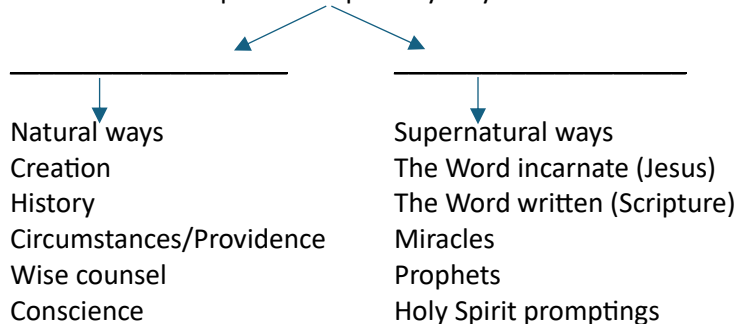 Natural ways
Creation
History
Circumstances/Providence
Wise counsel
Conscience
Supernatural ways
The Word incarnate (Jesus)
The Word written (Scripture)
Miracles
Prophets
Holy Spirit promptings